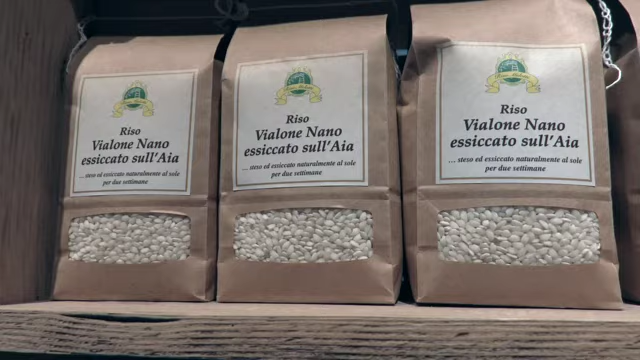 Riso
Vialone Nano
essiccato sull'Aia
... steso ed essiccato naturalmente al sole
per due settimane
Riso
Vialone Nano
essiccato sull'Aia
... steso ed essiccato naturalmente al sole
per due settimane
Riso
Vialone Nano
essiccato sull'Aia
... steso ed essiccato naturalmente al sole
per due settimane